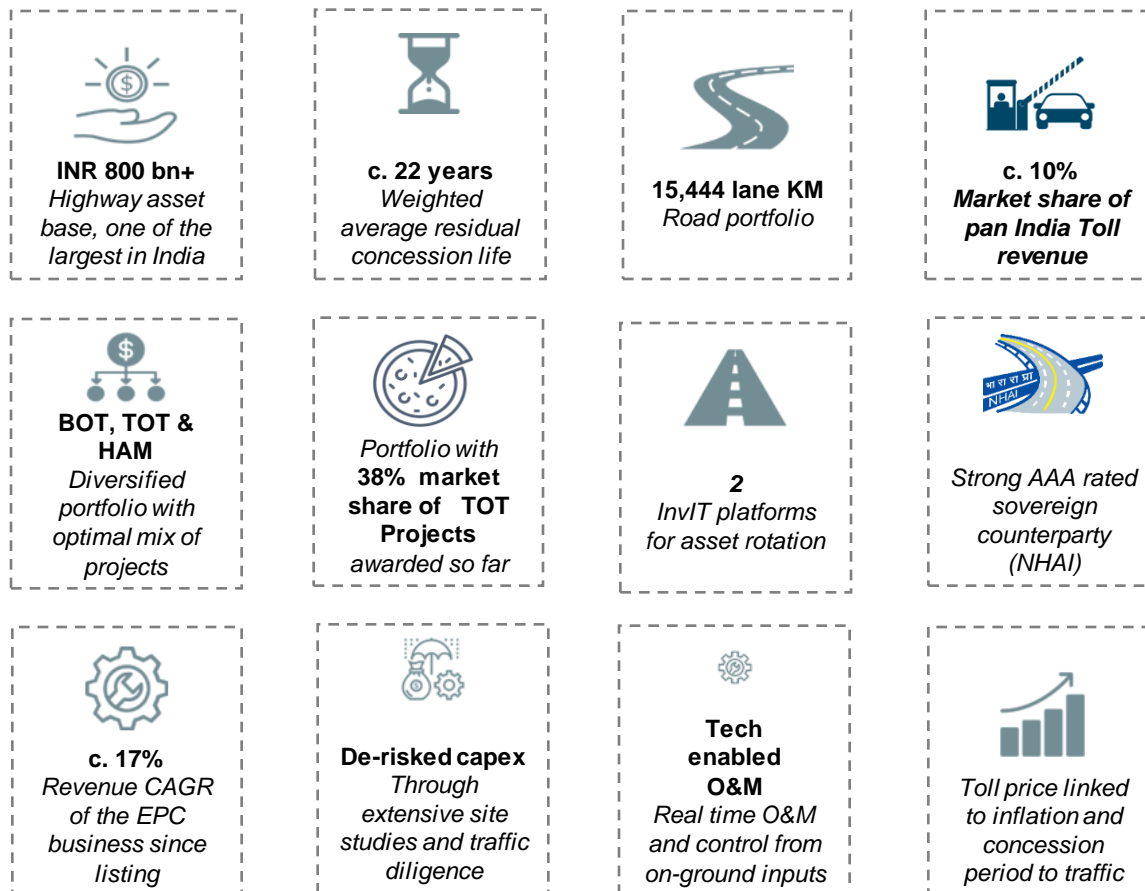 INR 800 bn+
Highway asset
base, one of the
largest in India
c. 22 years
Weighted
average residual
concession life
15,444 lane KM
Road portfolio
c. 10%
Market share of
pan India Toll
revenue
$
BOT, TOT &
HAM
Diversified
portfolio with
optimal mix of
projects
Portfolio with
38% market
share of TOT
Projects
awarded so far
2
InvIT platforms
for asset rotation
भा रा रा प्रा
NHAI
Strong AAA rated
sovereign
counterparty
(NHAI)
c. 17%
Revenue CAGR
of the EPC
business since
listing
De-risked capex
Through
extensive site
studies and traffic
diligence
Tech
enabled
O&M
Real time O&M
and control from
on-ground inputs
Toll price linked
to inflation and
concession
period to traffic